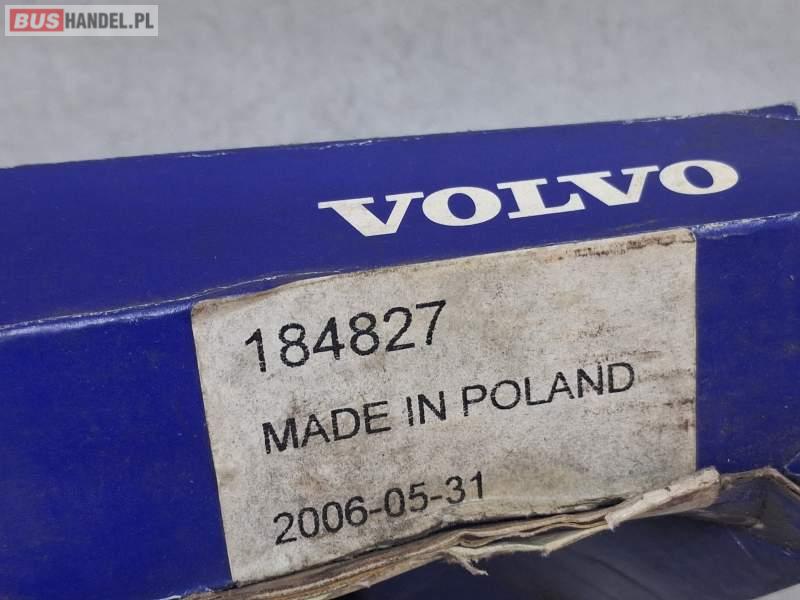 BUSHANDEL.PL
VOLVO
184827
MADE IN POLAND
2006-05-31